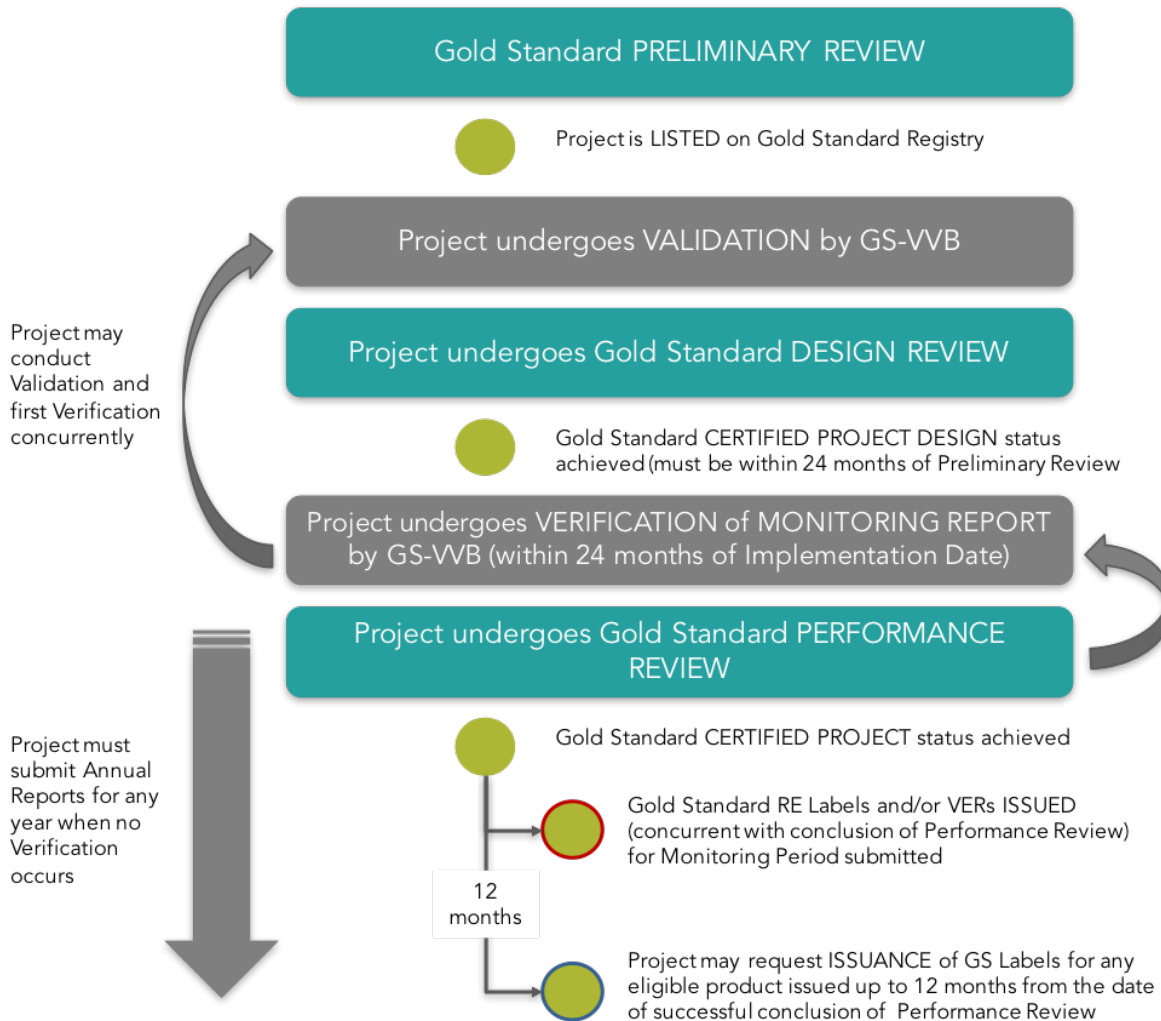 Gold Standard PRELIMINARY REVIEW
Project is LISTED on Gold Standard Registry
Project undergoes VALIDATION by GS-VVB
Project may
conduct
Validation and
first Verification
concurrently
Project undergoes Gold Standard DESIGN REVIEW
Gold Standard CERTIFIED PROJECT DESIGN status
achieved (must be within 24 months of Preliminary Review
Project undergoes VERIFICATION of MONITORING REPORT
by GS-VVB (within 24 months of Implementation Date)
Project undergoes Gold Standard PERFORMANCE
REVIEW
Gold Standard CERTIFIED PROJECT status achieved
Project must
submit Annual
Reports for any
year when no
Verification
occurs
Gold Standard RE Labels and/or VERs ISSUED
(concurrent with conclusion of Performance Review)
for Monitoring Period submitted
12
months
Project may request ISSUANCE of GS Labels for any
eligible product issued up to 12 months from the date
of successful conclusion of Performance Review